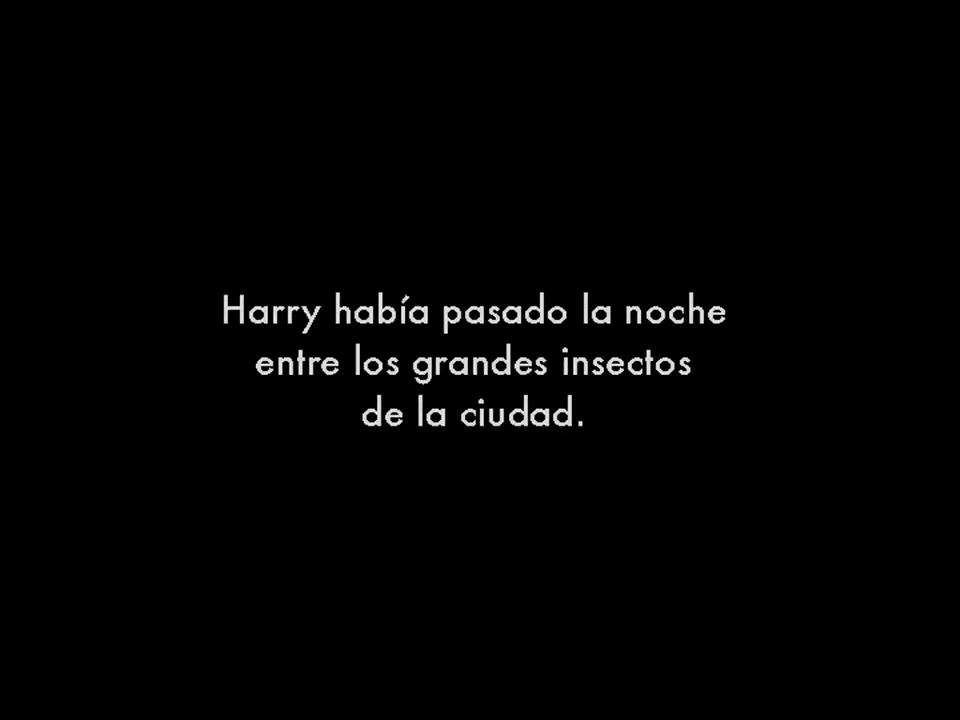 Harry había pasado la noche
entre los grandes insectos
de la ciudad.